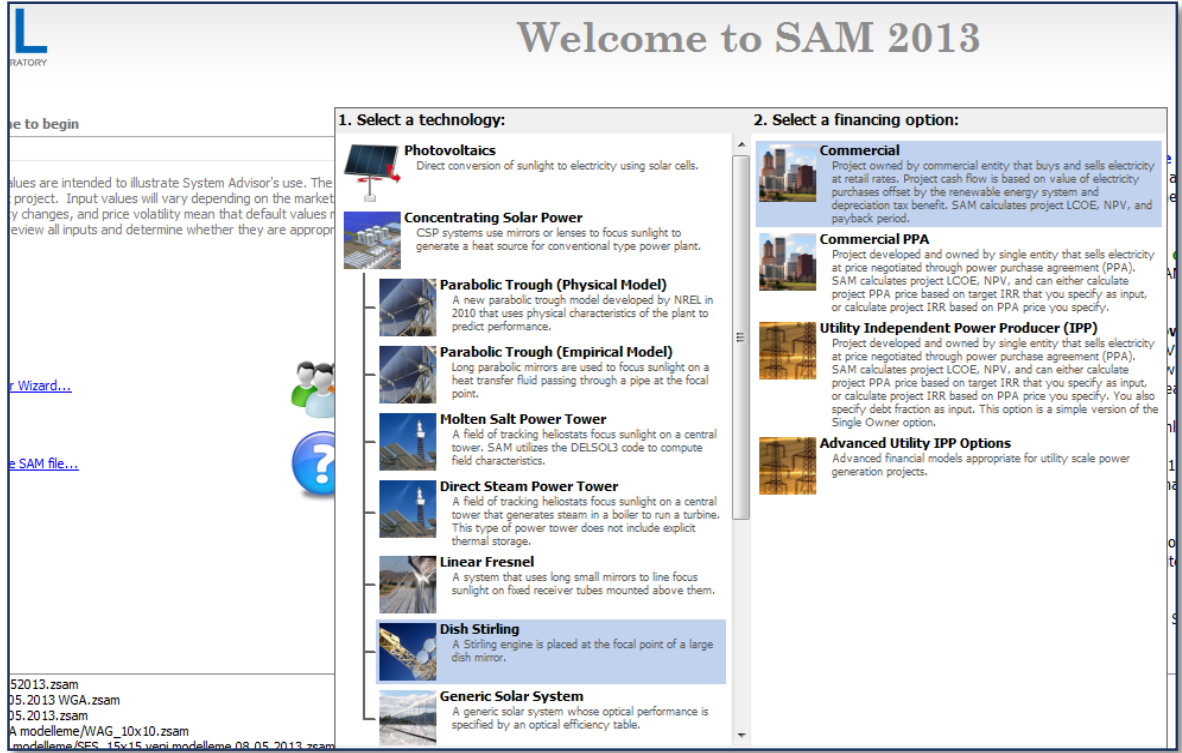 L
RATORY
Welcome to SAM 2013
ue to begin
alues are intended to illustrate System Advisor's use. The
t project. Input values will vary depending on the market
y changes, and price volatility mean that default values
eview all inputs and determine whether they are appropr
r Wizard...
e SAM file...
52013.zsam
05.2013 WGA.zsam
05.2013.zsam
A modelleme/WAG_10x10.zsam
modelleme/SES_15x15 yeni modelleme 08.05.2013.zsam
1. Select a technology:
Photovoltaics
Direct conversion of sunlight to electricity using solar cells.
Concentrating Solar Power
CSP systems use mirrors or lenses to focus sunlight to
generate a heat source for conventional type power plant.
Parabolic Trough (Physical Model)
A new parabolic trough model developed by NREL in
2010 that uses physical characteristics of the plant to
predict performance.
Parabolic Trough (Empirical Model)
Long parabolic mirrors are used to focus sunlight on a
heat transfer fluid passing through a pipe at the focal
point.
Molten Salt Power Tower
A field of tracking heliostats focus sunlight on a central
tower. SAM utilizes the DELSOL3 code to compute
field characteristics.
Direct Steam Power Tower
A field of tracking heliostats focus sunlight on a central
tower that generates steam in a boiler to run a turbine.
This type of power tower does not include explicit
thermal storage.
Linear Fresnel
A system that uses long small mirrors to line focus
sunlight on fixed receiver tubes mounted above them.
Dish Stirling
A Stirling engine is placed at the focal point of a large
dish mirror.
Generic Solar System
A generic solar system whose optical performance is
specified by an optical efficiency table.
2. Select a financing option:
Commercial
Project owned by commercial entity that buys and sells electricity
at retail rates. Project cash flow is based on value of electricity
purchases offset by the renewable energy system and
depreciation tax benefit. SAM calculates project LCOE, NPV, and
payback period.
Commercial PPA
Project developed and owned by single entity that sells electricity
at price negotiated through power purchase agreement (PPA).
SAM calculates project LCOE, NPV, and can either calculate
project PPA price based on target IRR that you specify as input,
or calculate project IRR based on PPA price you specify.
Utility Independent Power Producer (IPP)
Project developed and owned by single entity that sells electricity
at price negotiated through power purchase agreement (PPA).
SAM calculates project LCOE, NPV, and can either calculate
project PPA price based on target IRR that you specify as input,
or calculate project IRR based on PPA price you specify. You also
specify debt fraction as input. This option is a simple version of the
Single Owner option.
Advanced Utility IPP Options
Advanced financial models appropriate for utility scale power
generation projects.